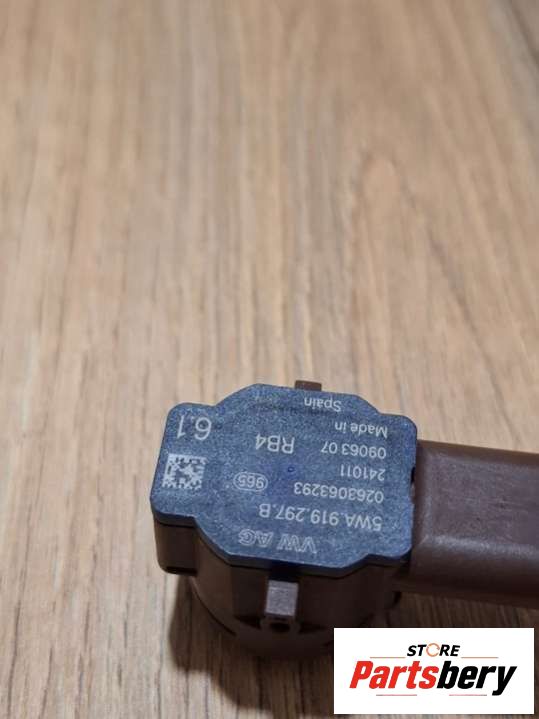 VW AG
5WA.919.297.B
0263063293
241011 965
09063 07 RB4
Made in
Spain
6.1
STORE
Partsbery